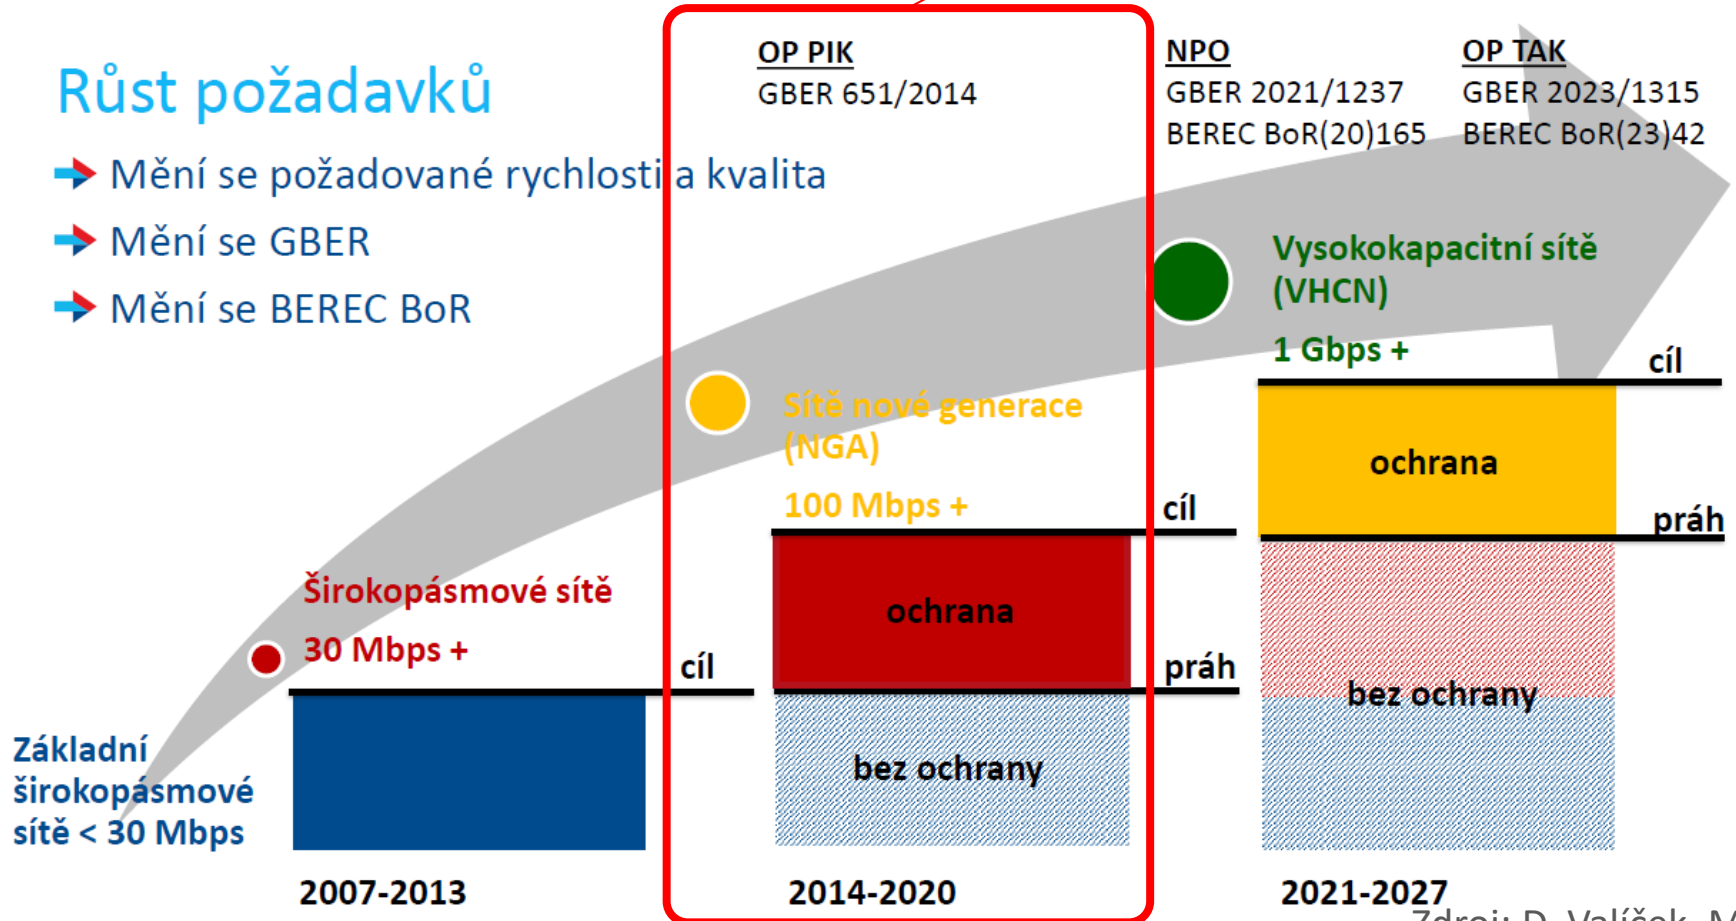 Růst požadavků
Mění se požadované rychlosti a kvalita
Mění se GBER
Mění se BEREC BoR
OP PIK
GBER 651/2014
NPO
GBER 2021/1237
BEREC BoR(20)165
OP TAK
GBER 2023/1315
BEREC BoR(23)42
Vysokokapacitní sítě
(VHCN)
1 Gbps +
cíl
ochrana
práh
bez ochrany
Sítě nové generace
(NGA)
100 Mbps +
cíl
ochrana
práh
bez ochrany
Širokopásmové sítě
30 Mbps +
cíl
Základní
širokopásmové
sítě < 30 Mbps
2007-2013
2014-2020
2021-2027
Zdroj: D. Valíšek, M